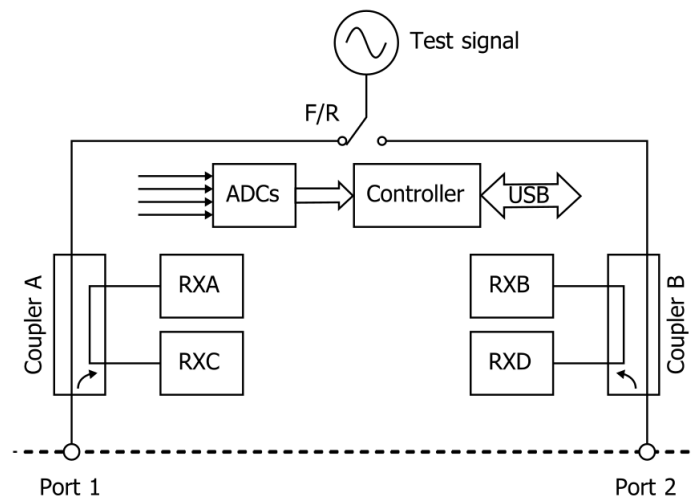 Test signal
F/R
ADCs
Controller
USB
Coupler A
RXA
RXC
RXB
RXD
Coupler B
Port 1
Port 2